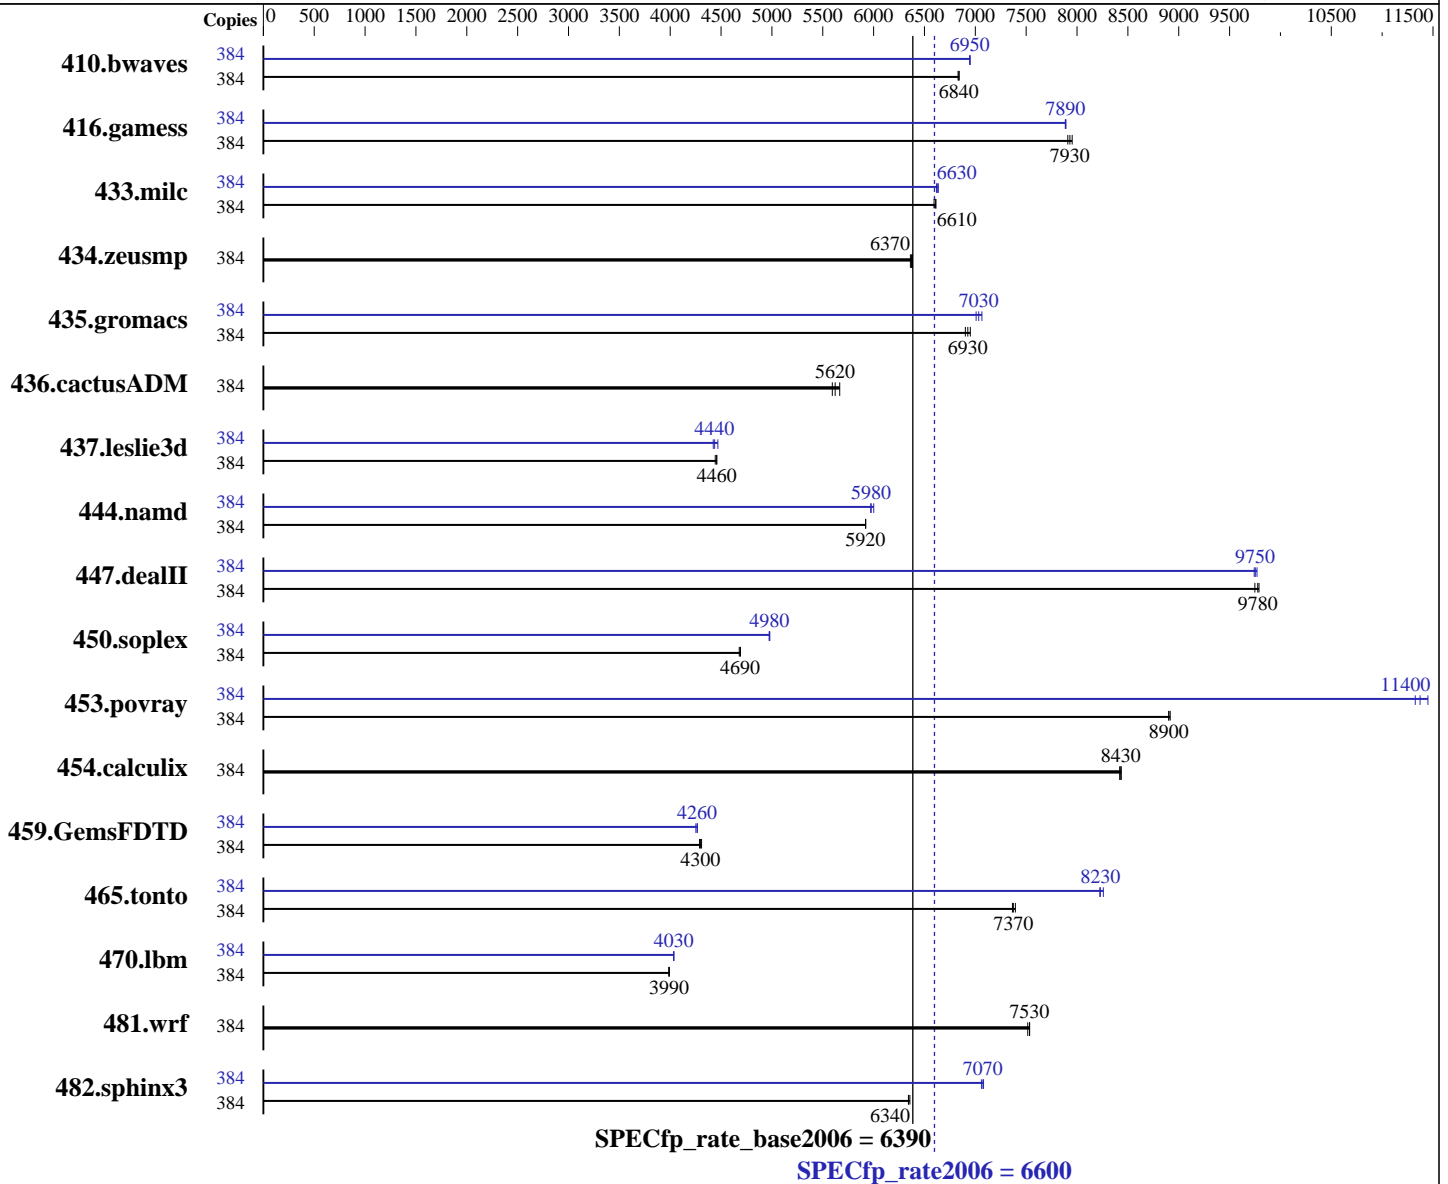 Copies 0 500 1000 1500 2000 2500 3000 3500 4000 4500 5000 5500 6000 6500 7000 7500 8000 8500 9000 9500 10500 11500
410.bwaves 384 6950
384 6840
416.gamess 384 7890
384 7930
433.milc 384 6630
384 6610
434.zeusmp 384 6370
435.gromacs 384 7030
384 6930
436.cactusADM 384 5620
437.leslie3d 384 4440
384 4460
444.namd 384 5980
384 5920
447.dealII 384 9750
384 9780
450.soplex 384 4980
384 4690
453.povray 384 11400
384 8900
454.calculix 384 8430
459.GemsFDTD 384 4260
384 4300
465.tonto 384 8230
384 7370
470.lbm 384 4030
384 3990
481.wrf 384 7530
482.sphinx3 384 7070
384 6340
SPECfp_rate_base2006 = 6390
SPECfp_rate2006 = 6600